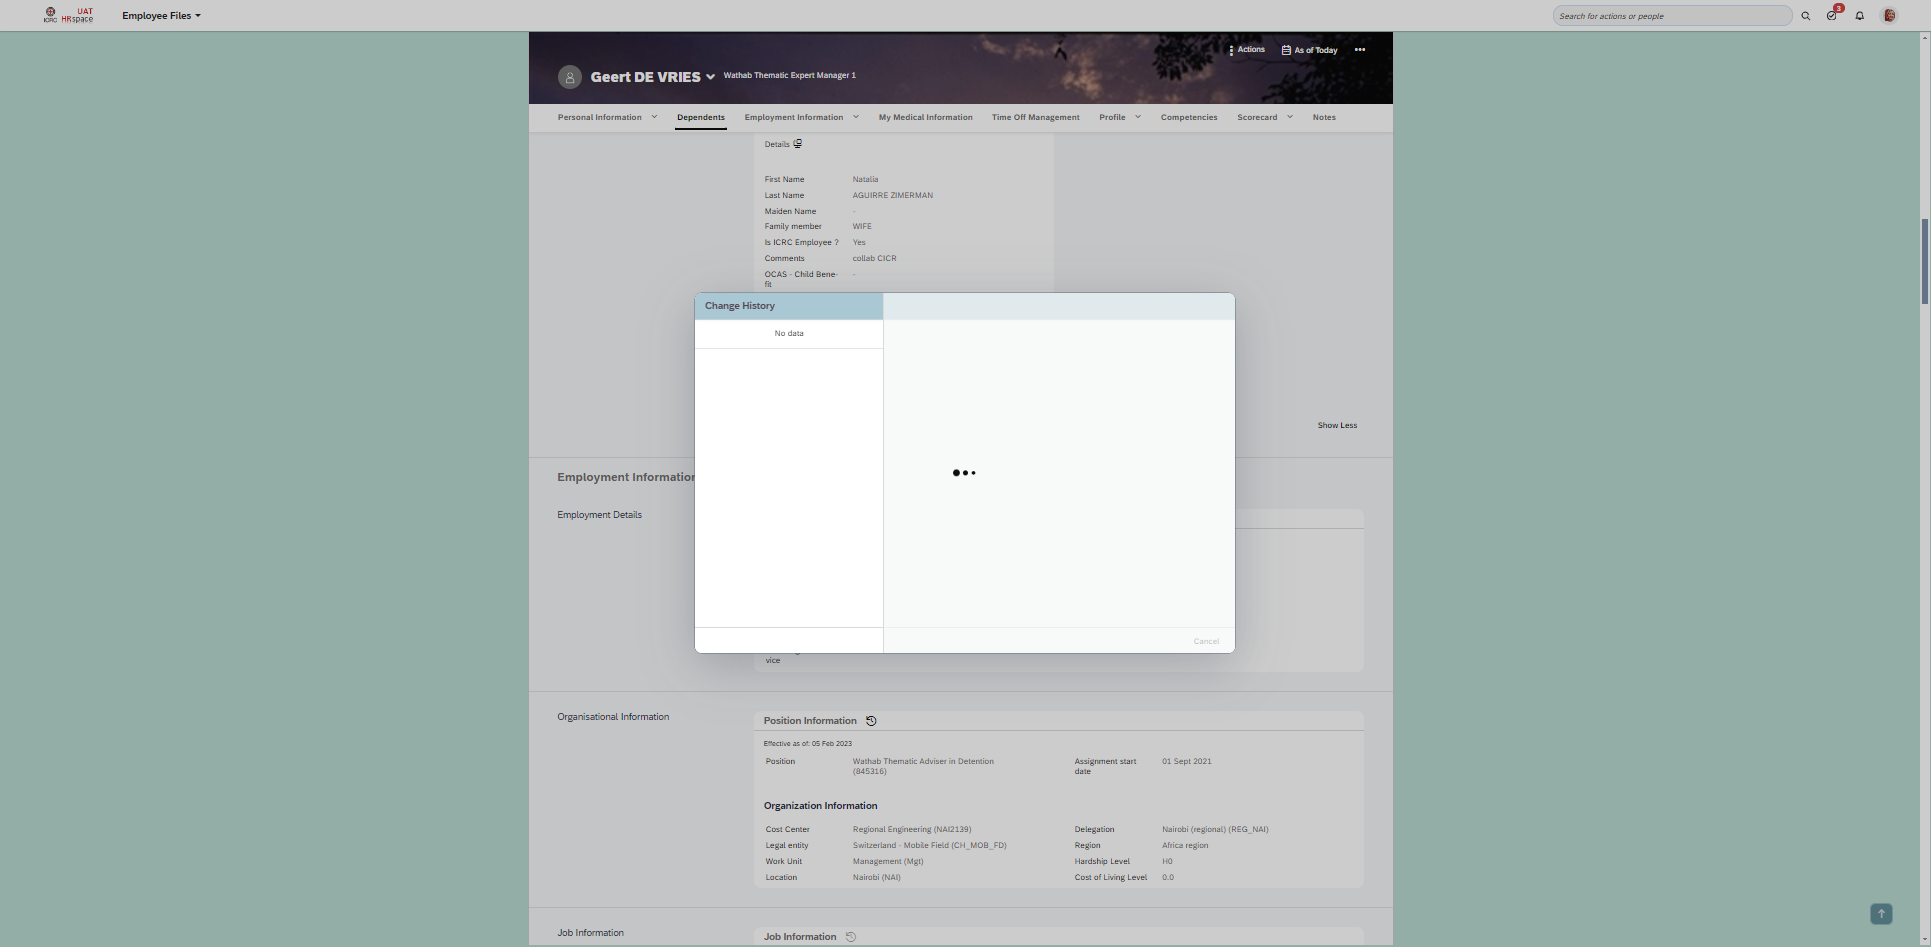 ICRC
UAT
HRspace
Employee Files
Search for actions or people
3
Actions
As of Today
Geert DE VRIES
Wathab Thematic Expert Manager 1
Personal Information
Dependents
Employment Information
My Medical Information
Time Off Management
Profile
Competencies
Scorecard
Notes
Details
First Name Natalia
Last Name AGUIRRE ZIMERMAN
Maiden Name -
Family member WIFE
Is ICRC Employee ? Yes
Comments collab CICR
OCAS - Child Bene- -
fit
Change History
No data
Cancel
Show Less
Employment Information
Employment Details
vice
Organisational Information
Position Information
Effective as of: 05 Feb 2023
Position Wathab Thematic Adviser in Detention
(845316)
Assignment start 01 Sept 2021
date
Organization Information
Cost Center Regional Engineering (NAI2139)
Delegation Nairobi (regional) (REG_NAI)
Legal entity Switzerland - Mobile Field (CH_MOB_FD)
Region Africa region
Work Unit Management (Mgt)
Hardship Level H0
Location Nairobi (NAI)
Cost of Living Level 0.0
Job Information
Job Information